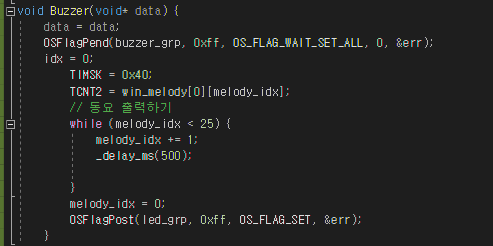 void Buzzer(void* data) {
data = data;
OSFlagPend(buzzer_grp, 0xff, OS_FLAG_WAIT_SET_ALL, 0, &err);
idx = 0;
TIMSK = 0x40;
TCNT2 = win_melody[0][melody_idx];
// 동요 출력하기
while (melody_idx < 25) {
melody_idx += 1;
_delay_ms(500);
}
melody_idx = 0;
OSFlagPost(led_grp, 0xff, OS_FLAG_SET, &err);
}